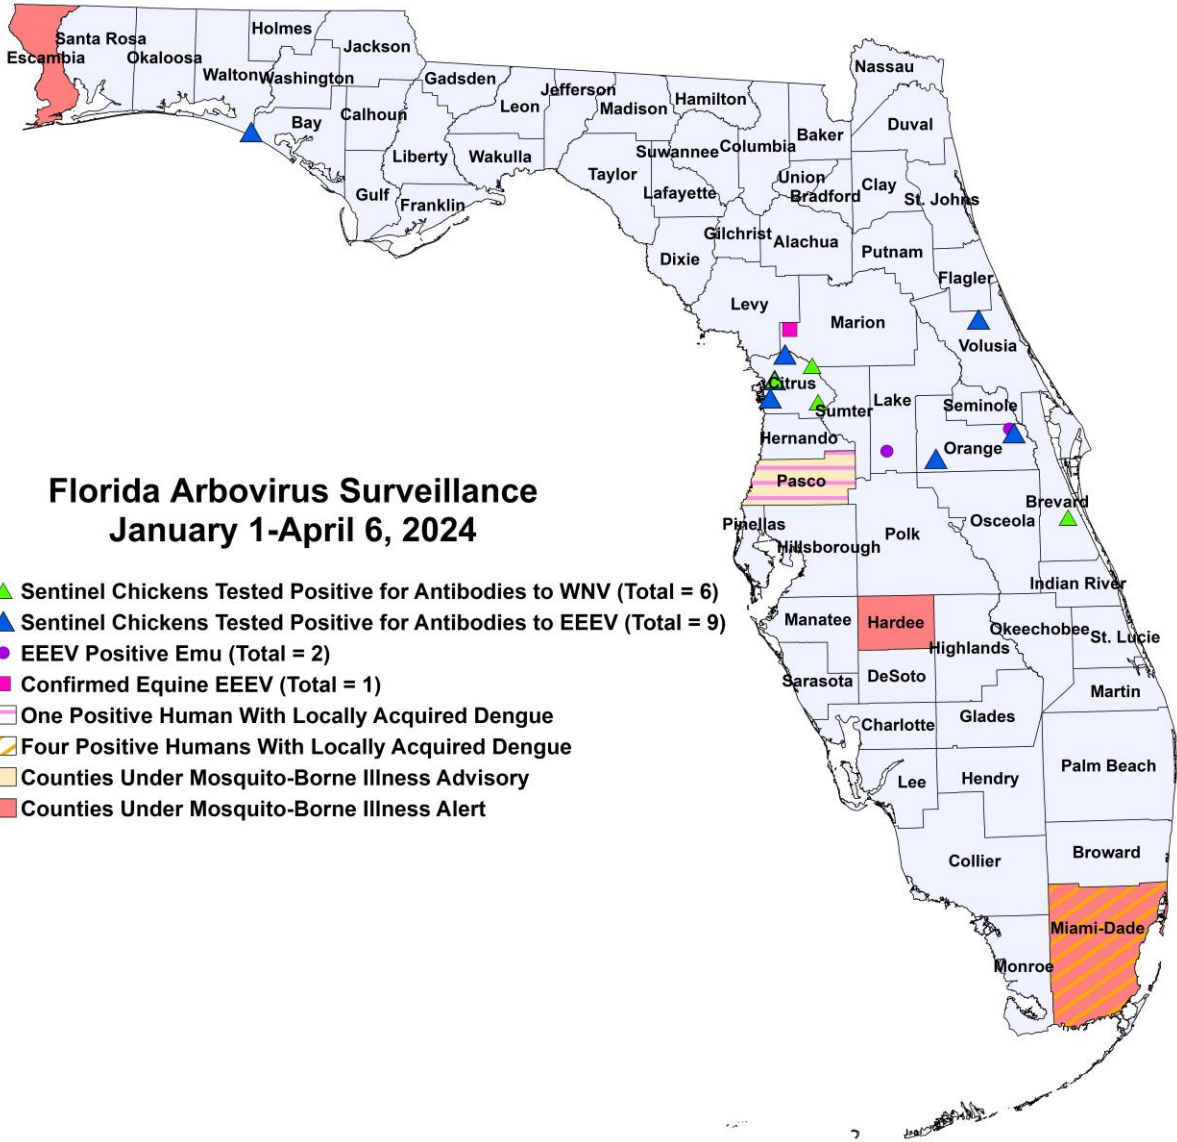 Holmes
Santa Rosa
Jackson
Escambia
Okaloosa
Walton
Washington
Gadsden
Jefferson
Nassau
Leon
Madison
Hamilton
Bay
Calhoun
Duval
Baker
Columbia
Suwannee
Liberty
Wakulla
Taylor
Union
Clay
Lafayette
Bradford
St. Johns
Gulf
Franklin
Gilchrist
Alachua
Putnam
Dixie
Flagler
Levy
Marion
Volusia
Citrus
Lake
Seminole
Sumter
Hernando
Orange
Pasco
Florida Arbovirus Surveillance
January 1-April 6, 2024
Brevard
Pinellas
Osceola
Polk
Hillsborough
Indian River
Sentinel Chickens Tested Positive for Antibodies to WNV (Total = 6)
Sentinel Chickens Tested Positive for Antibodies to EEEV (Total = 9)
EEEV Positive Emu (Total = 2)
Confirmed Equine EEEV (Total = 1)
One Positive Human With Locally Acquired Dengue
Four Positive Humans With Locally Acquired Dengue
Counties Under Mosquito-Borne Illness Advisory
Counties Under Mosquito-Borne Illness Alert
Manatee
Hardee
Okeechobee
St. Lucie
Highlands
Sarasota
DeSoto
Martin
Charlotte
Glades
Palm Beach
Lee
Hendry
Broward
Collier
Miami-Dade
Monroe